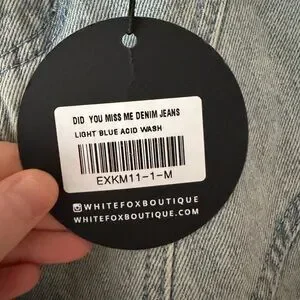 DID YOU MISS ME DENIM JEANS
LIGHT BLUE ACID WASH
EXKM11-1-M
WHITEFOXBOUTIQUE
WHITEFOXBOUTIQUE.COM